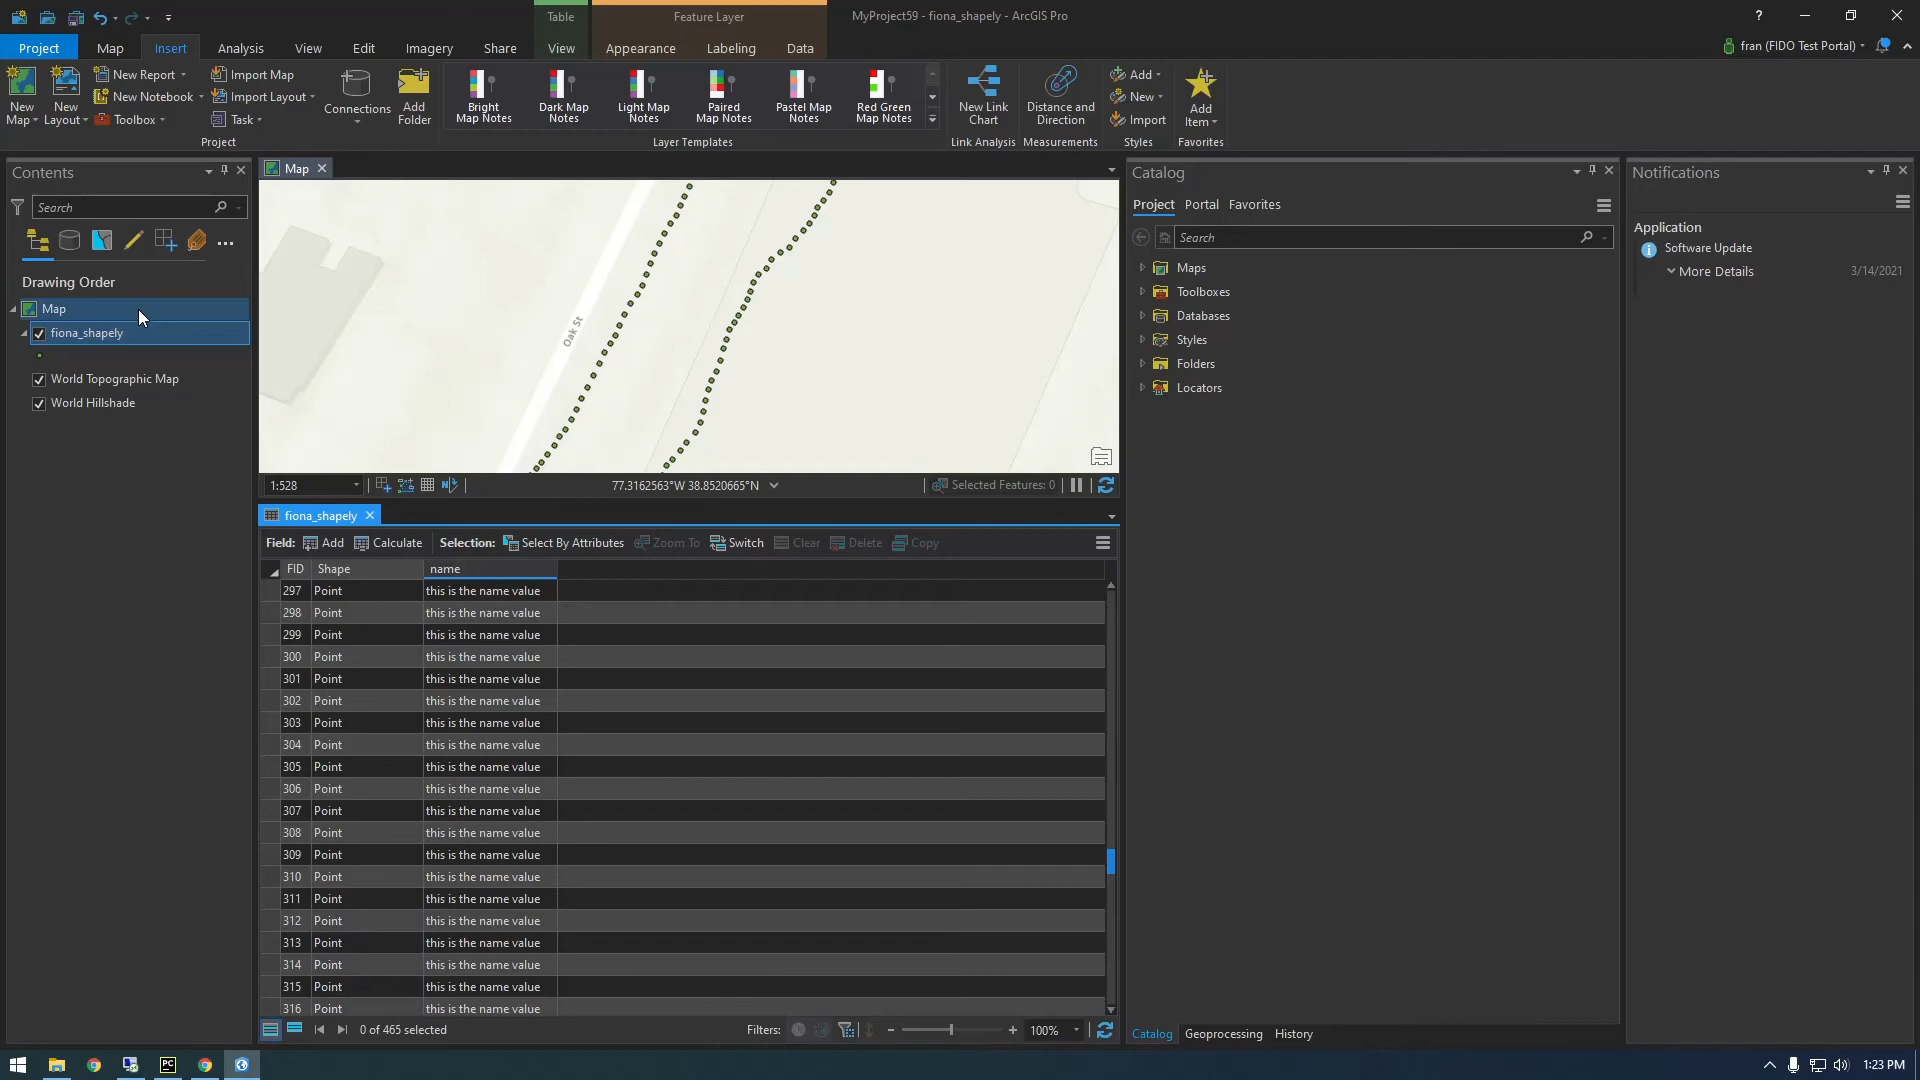 Table
Feature Layer
MyProject59 - fiona_shapely - ArcGIS Pro
?
Project Map Insert Analysis View Edit Imagery Share View Appearance Labeling Data
fran (FIDO Test Portal)
New Map
New Layout
New Report
New Notebook
Toolbox
Import Map
Import Layout
Task
Connections
Add Folder
Bright Map Notes
Dark Map Notes
Light Map Notes
Paired Map Notes
Pastel Map Notes
Red Green Map Notes
New Link Chart
Distance and Direction
Add
New
Import
Add Item
Project
Layer Templates
Link Analysis
Measurements
Styles
Favorites
Contents
Search
Drawing Order
Map
fiona_shapely
World Topographic Map
World Hillshade
Map
Oak St
1:528
77.3162563°W 38.8520665°N
Selected Features: 0
fiona_shapely
Field: Add Calculate Selection: Select By Attributes Zoom To Switch Clear Delete Copy
FID Shape name
297 Point this is the name value
298 Point this is the name value
299 Point this is the name value
300 Point this is the name value
301 Point this is the name value
302 Point this is the name value
303 Point this is the name value
304 Point this is the name value
305 Point this is the name value
306 Point this is the name value
307 Point this is the name value
308 Point this is the name value
309 Point this is the name value
310 Point this is the name value
311 Point this is the name value
312 Point this is the name value
313 Point this is the name value
314 Point this is the name value
315 Point this is the name value
316 Point this is the name value
0 of 465 selected
Filters:
- + 100%
Catalog
Project Portal Favorites
Search
Maps
Toolboxes
Databases
Styles
Folders
Locators
Catalog Geoprocessing History
Notifications
Application
Software Update
More Details 3/14/2021
PC
1:23 PM